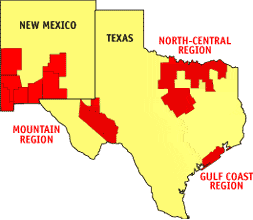 NEW MEXICO
TEXAS
NORTH-CENTRAL
REGION
MOUNTAIN
REGION
GULF COAST
REGION